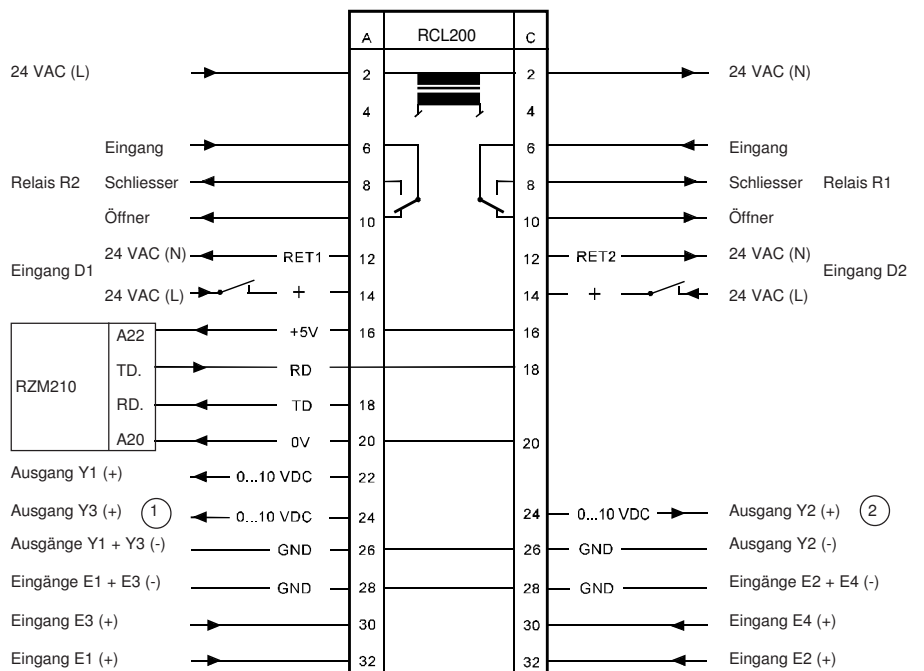 A RCL200 C
24 VAC (L) 2 2 24 VAC (N)
4 4
Eingang 6 6 Eingang
Relais R2 Schliesser 8 8 Schliesser Relais R1
Öffner 10 10 Öffner
24 VAC (N) RET1 12 12 RET2 24 VAC (N)
Eingang D1 Eingang D2
24 VAC (L) + 14 14 + 24 VAC (L)
A22 +5V 16 16
TD. RD 18
RZM210
RD. TD 18
A20 0V 20 20
Ausgang Y1 (+) 0...10 VDC 22
Ausgang Y3 (+) 1 0...10 VDC 24 24 0...10 VDC Ausgang Y2 (+) 2
Ausgänge Y1 + Y3 (-) GND 26 26 GND Ausgang Y2 (-)
Eingänge E1 + E3 (-) GND 28 28 GND Eingänge E2 + E4 (-)
Eingang E3 (+) 30 30 Eingang E4 (+)
Eingang E1 (+) 32 32 Eingang E2 (+)